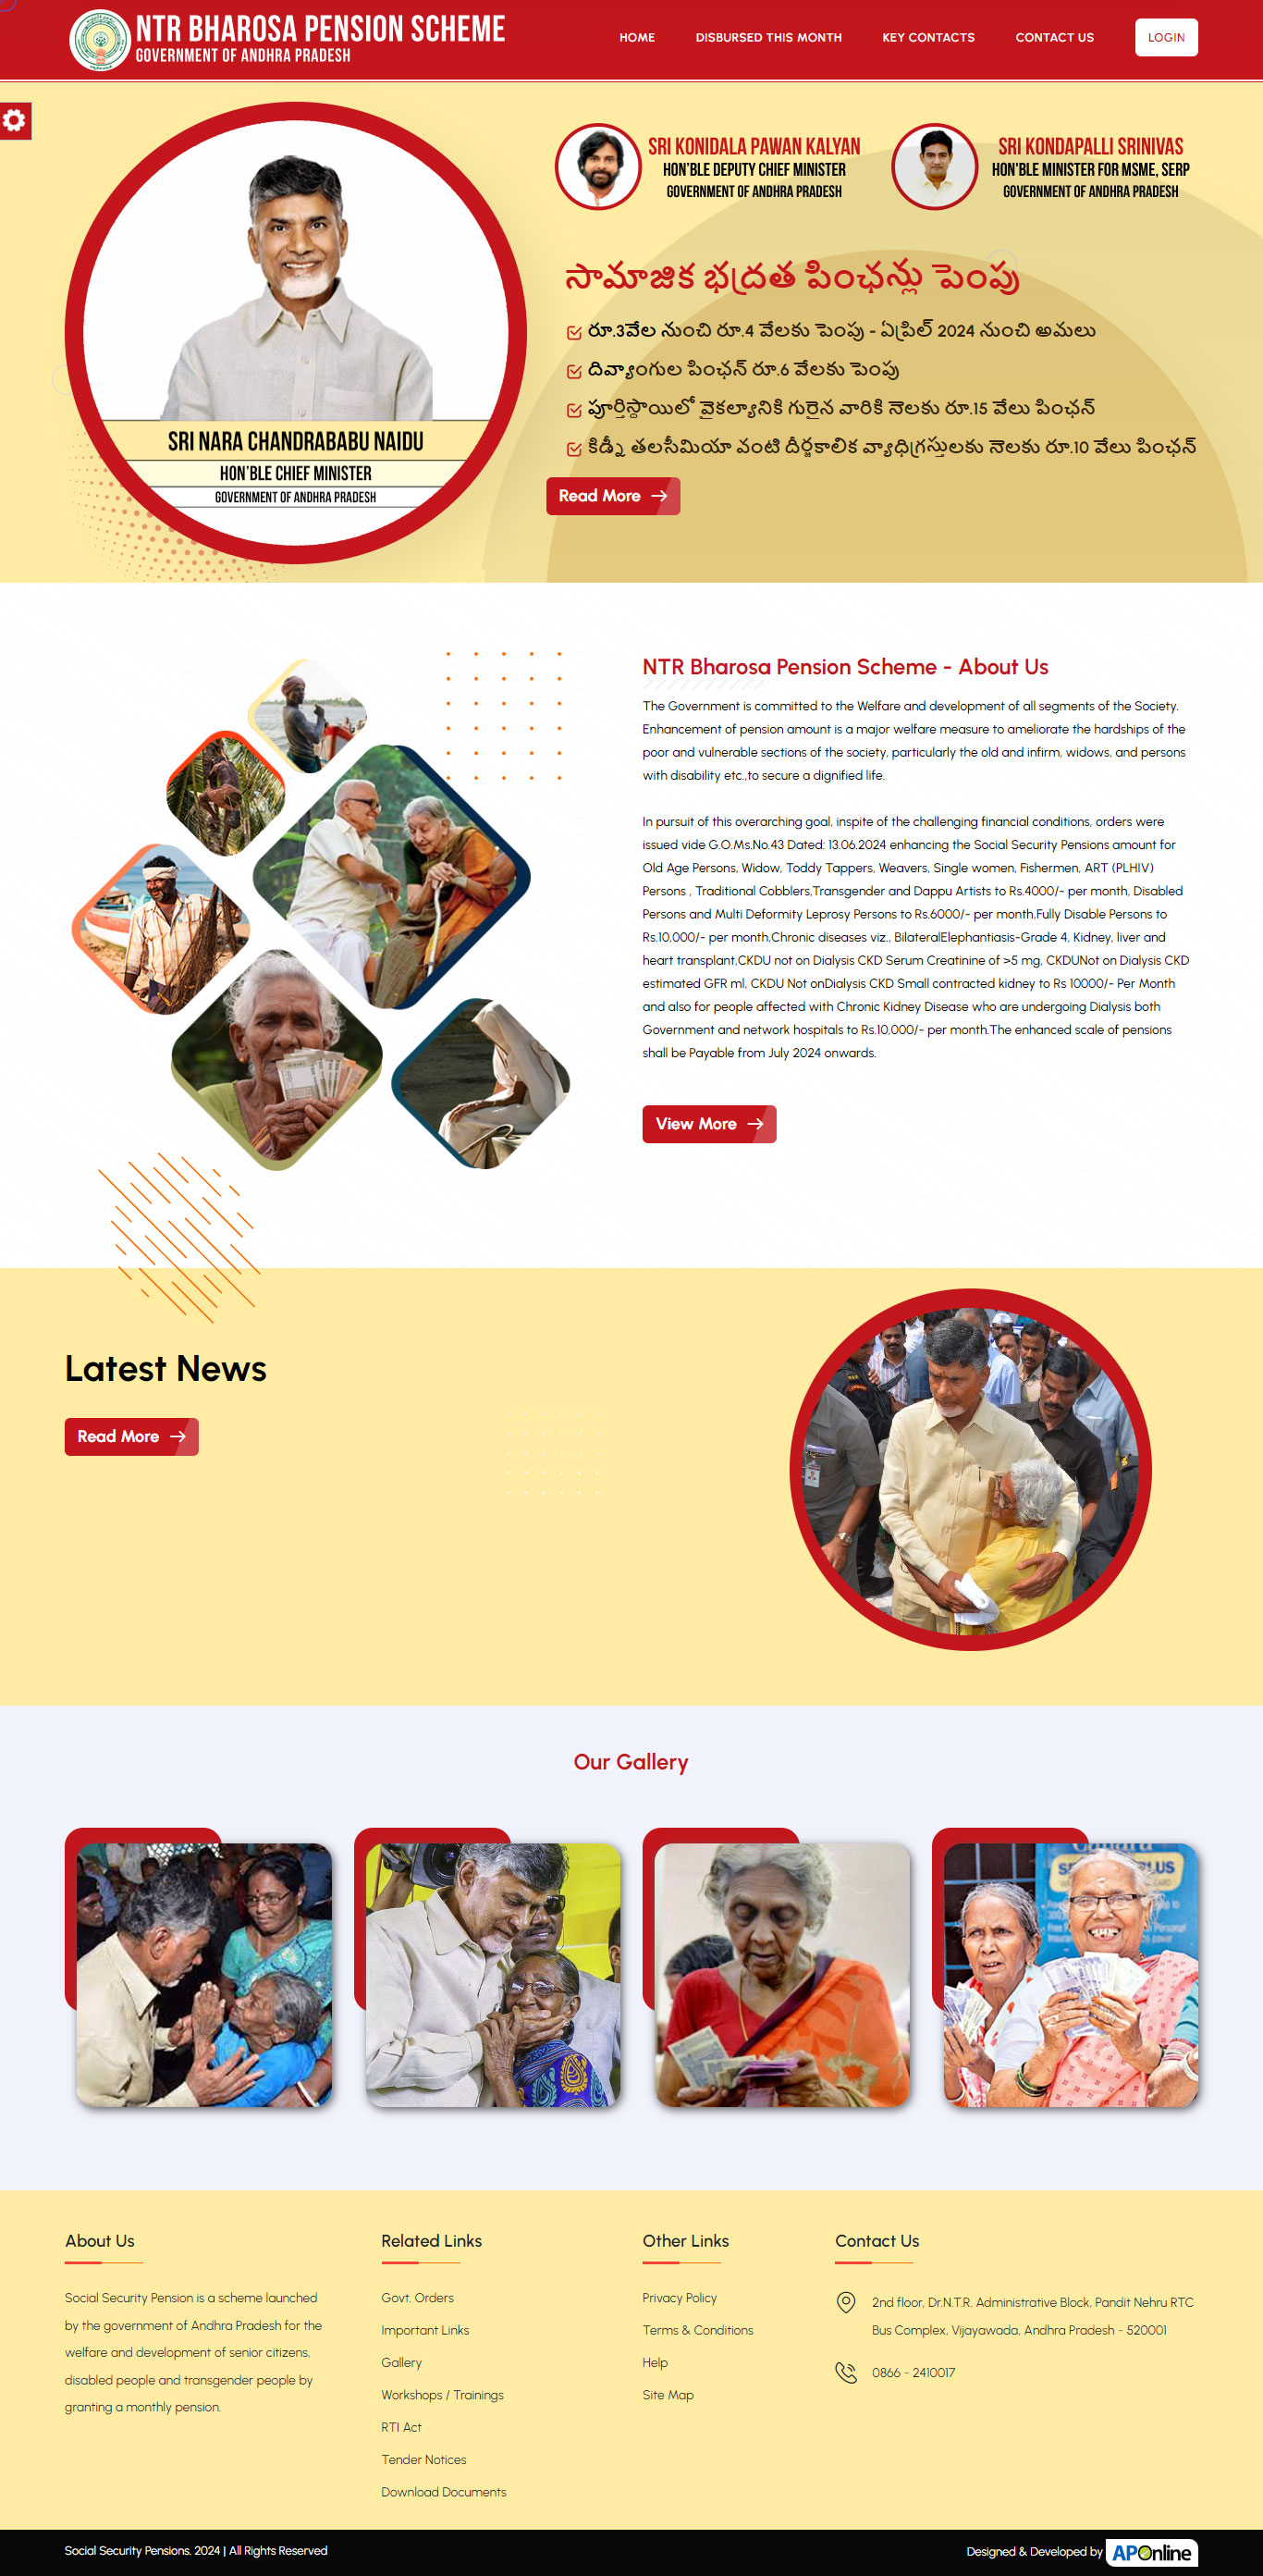 NTR BHAROSA PENSION SCHEME
GOVERNMENT OF ANDHRA PRADESH
HOME
DISBURSED THIS MONTH
KEY CONTACTS
CONTACT US
LOGIN
SRI KONIDALA PAWAN KALYAN
HON'BLE DEPUTY CHIEF MINISTER
GOVERNMENT OF ANDHRA PRADESH
SRI KONDAPALLI SRINIVAS
HON'BLE MINISTER FOR MSME, SERP
GOVERNMENT OF ANDHRA PRADESH
SRI NARA CHANDRABABU NAIDU
HON'BLE CHIEF MINISTER
GOVERNMENT OF ANDHRA PRADESH
సామాజిక భద్రత పింఛన్లు పెంపు
రూ.3వేల నుంచి రూ.4 వేలకు పెంపు - ఏప్రిల్ 2024 నుంచి అమలు
దివ్యాంగుల పింఛన్ రూ.6 వేలకు పెంపు
పూర్తిస్థాయిలో వైకల్యానికి గురైన వారికి నెలకు రూ.15 వేలు పింఛన్
కిడ్నీ తలసేమియా వంటి దీర్ఘకాలిక వ్యాధిగ్రస్తులకు నెలకు రూ.10 వేలు పింఛన్
Read More
NTR Bharosa Pension Scheme - About Us
The Government is committed to the Welfare and development of all segments of the Society.
Enhancement of pension amount is a major welfare measure to ameliorate the hardships of the
poor and vulnerable sections of the society, particularly the old and infirm, widows, and persons
with disability etc.,to secure a dignified life.
In pursuit of this overarching goal, inspite of the challenging financial conditions, orders were
issued vide G.O.Ms.No.43 Dated: 13.06.2024 enhancing the Social Security Pensions amount for
Old Age Persons, Widow, Toddy Tappers, Weavers, Single women, Fishermen, ART (PLHIV)
Persons , Traditional Cobblers,Transgender and Dappu Artists to Rs.4000/- per month, Disabled
Persons and Multi Deformity Leprosy Persons to Rs.6000/- per month,Fully Disable Persons to
Rs.10,000/- per month,Chronic diseases viz., BilateralElephantiasis-Grade 4, Kidney, liver and
heart transplant,CKDU not on Dialysis CKD Serum Creatinine of >5 mg, CKDUNot on Dialysis CKD
estimated GFR ml, CKDU Not onDialysis CKD Small contracted kidney to Rs 10000/- Per Month
and also for people affected with Chronic Kidney Disease who are undergoing Dialysis both
Government and network hospitals to Rs.10,000/- per month.The enhanced scale of pensions
shall be Payable from July 2024 onwards.
View More
Latest News
Read More
Our Gallery
About Us
Social Security Pension is a scheme launched
by the government of Andhra Pradesh for the
welfare and development of senior citizens,
disabled people and transgender people by
granting a monthly pension.
Related Links
Govt. Orders
Important Links
Gallery
Workshops / Trainings
RTI Act
Tender Notices
Download Documents
Other Links
Privacy Policy
Terms & Conditions
Help
Site Map
Contact Us
2nd floor, Dr.N.T.R. Administrative Block, Pandit Nehru RTC
Bus Complex, Vijayawada, Andhra Pradesh - 520001
0866 - 2410017
Social Security Pensions. 2024 | All Rights Reserved
Designed & Developed by APOnline